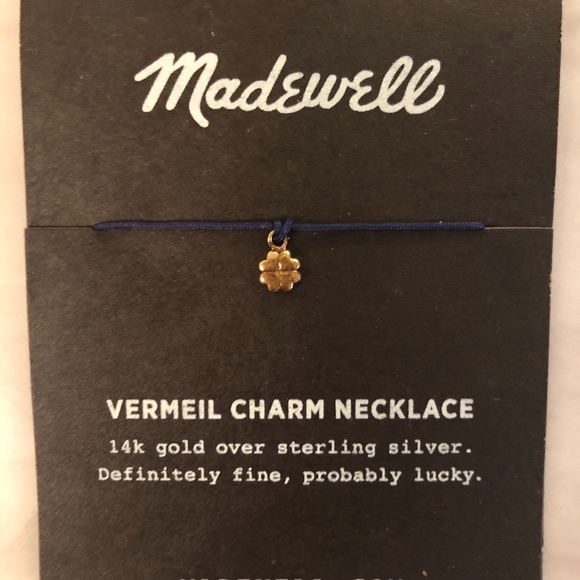 Madewell
VERMEIL CHARM NECKLACE
14k gold over sterling silver.
Definitely fine, probably lucky.